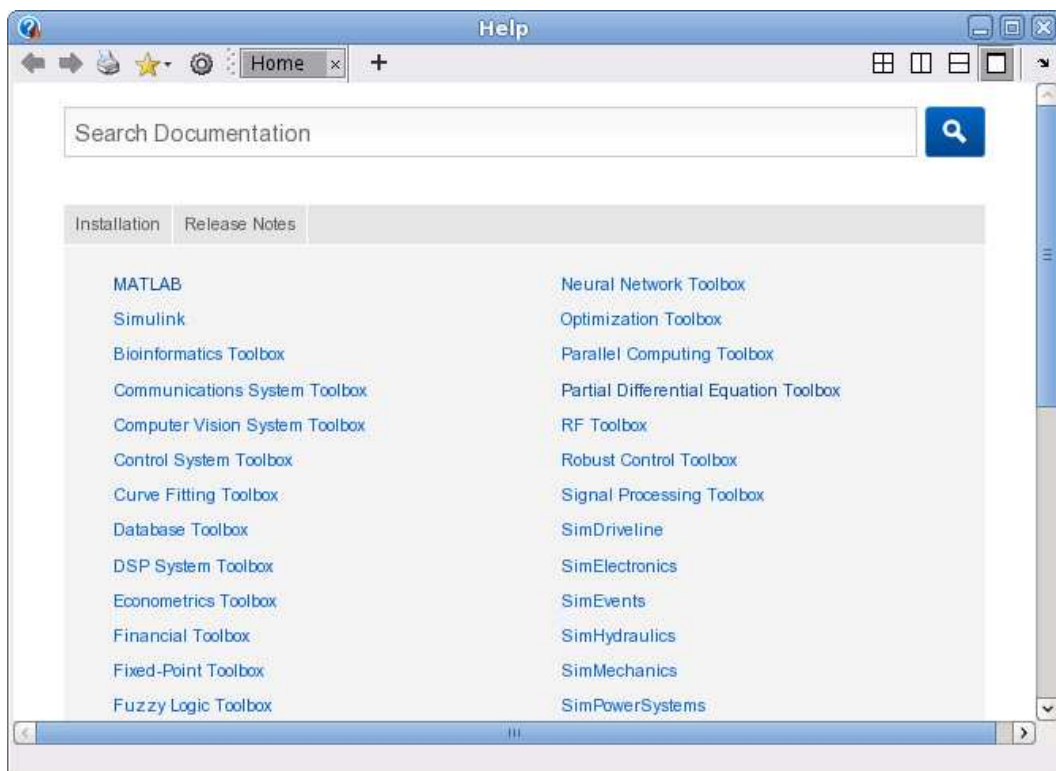 Help
Home
Search Documentation
Installation Release Notes
MATLAB
Simulink
Bioinformatics Toolbox
Communications System Toolbox
Computer Vision System Toolbox
Control System Toolbox
Curve Fitting Toolbox
Database Toolbox
DSP System Toolbox
Econometrics Toolbox
Financial Toolbox
Fixed-Point Toolbox
Fuzzy Logic Toolbox
Neural Network Toolbox
Optimization Toolbox
Parallel Computing Toolbox
Partial Differential Equation Toolbox
RF Toolbox
Robust Control Toolbox
Signal Processing Toolbox
SimDriveline
SimElectronics
SimEvents
SimHydraulics
SimMechanics
SimPowerSystems